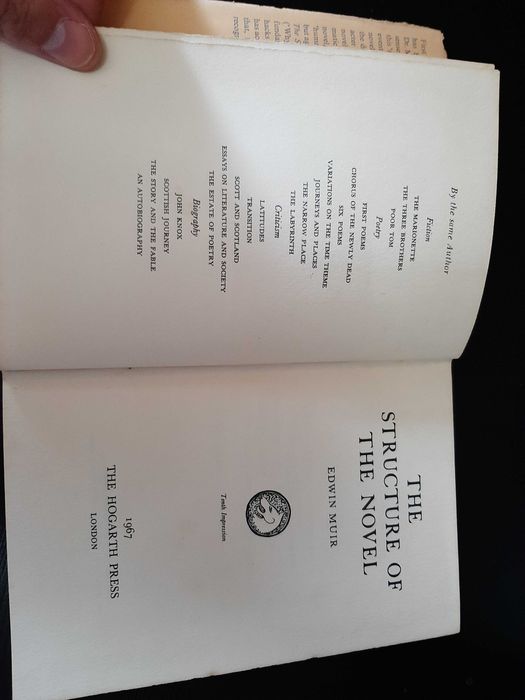 By the same Author
Fiction
THE MARIONETTE
THE THREE BROTHERS
POOR TOM
Poetry
FIRST POEMS
CHORUS OF THE NEWLY DEAD
SIX POEMS
VARIATIONS ON THE TIME THEME
JOURNEYS AND PLACES
THE NARROW PLACE
THE LABYRINTH
Criticism
LATITUDES
TRANSITION
SCOTT AND SCOTLAND
ESSAYS ON LITERATURE AND SOCIETY
THE ESTATE OF POETRY
Biography
JOHN KNOX
SCOTTISH JOURNEY
THE STORY AND THE FABLE
AN AUTOBIOGRAPHY
THE
STRUCTURE OF
THE NOVEL
EDWIN MUIR
Tenth Impression
1967
THE HOGARTH PRESS
LONDON